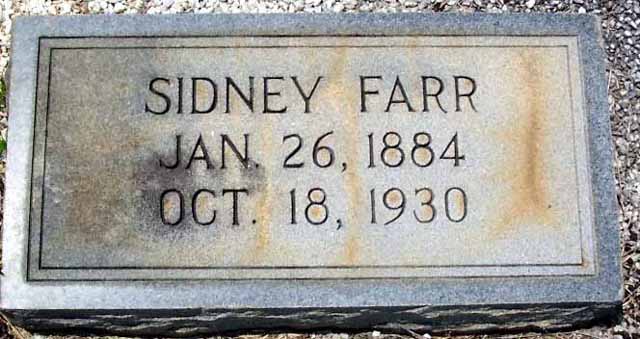 SIDNEY FARR
JAN. 26, 1884
OCT. 18, 1930